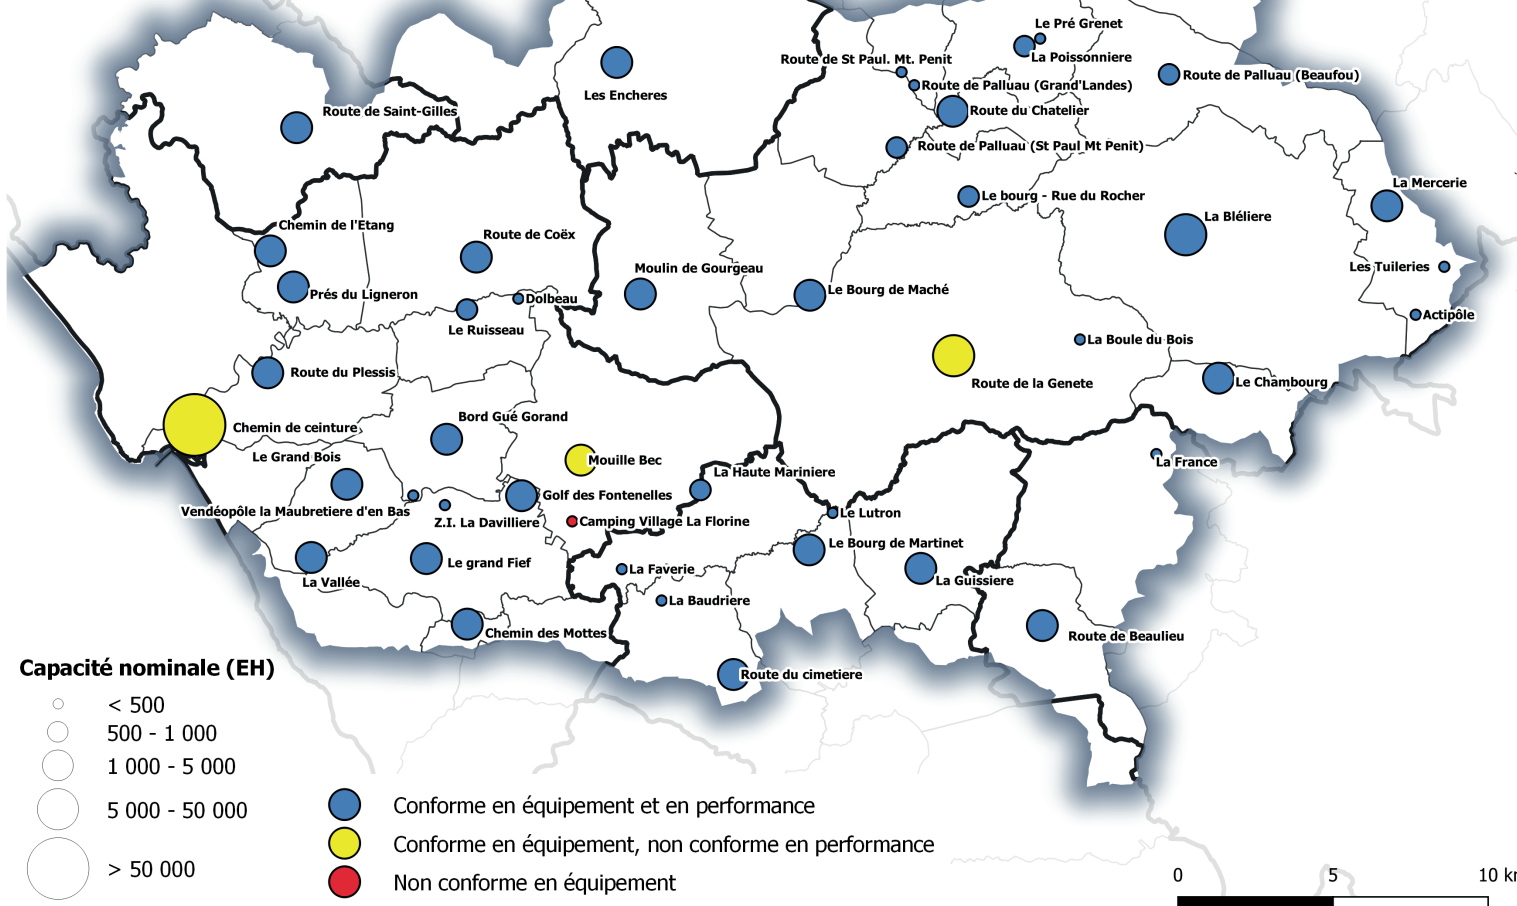 Le Pré Grenet
La Poissonniere
Route de St Paul. Mt. Penit
Route de Palluau (Beaufou)
Route de Palluau (Grand'Landes)
Les Encheres
Route de Saint-Gilles
Route du Chatelier
Route de Palluau (St Paul Mt Penit)
La Mercerie
Le bourg - Rue du Rocher
La Bléliere
Chemin de l'Etang
Route de Coëx
Moulin de Gourgeau
Les Tuileries
Prés du Ligneron
Le Bourg de Maché
Dolbeau
Actipôle
Le Ruisseau
La Boule du Bois
Route du Plessis
Route de la Genete
Le Chambourg
Bord Gué Gorand
Chemin de ceinture
Le Grand Bois
Mouille Bec
La France
La Haute Mariniere
Golf des Fontenelles
Vendéopôle la Maubretiere d'en Bas
Le Lutron
Z.I. La Davilliere
Camping Village La Florine
Le Bourg de Martinet
Le grand Fief
La Faverie
La Vallée
La Guissiere
La Baudriere
Chemin des Mottes
Route de Beaulieu
Route du cimetiere
Capacité nominale (EH)
< 500
500 - 1 000
1 000 - 5 000
5 000 - 50 000
> 50 000
Conforme en équipement et en performance
Conforme en équipement, non conforme en performance
Non conforme en équipement
0 5 10 km